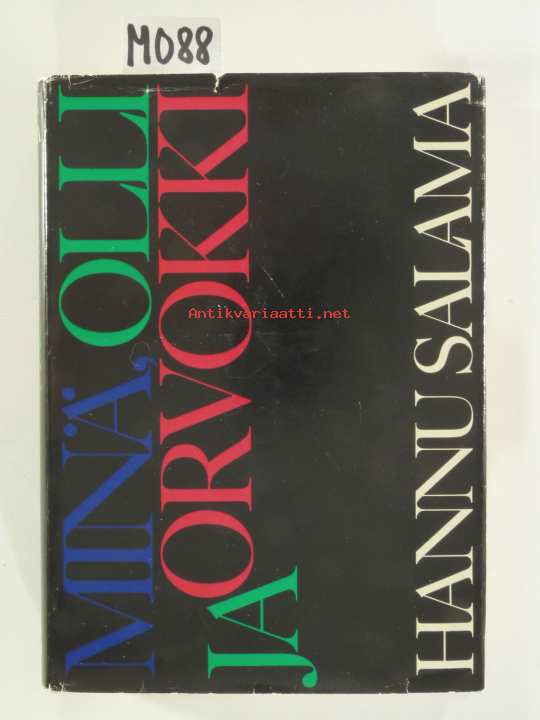 M088
MINÄ, OLLI
JA ORVOKKI
HANNU SALAMA
Antikvariaatti.net